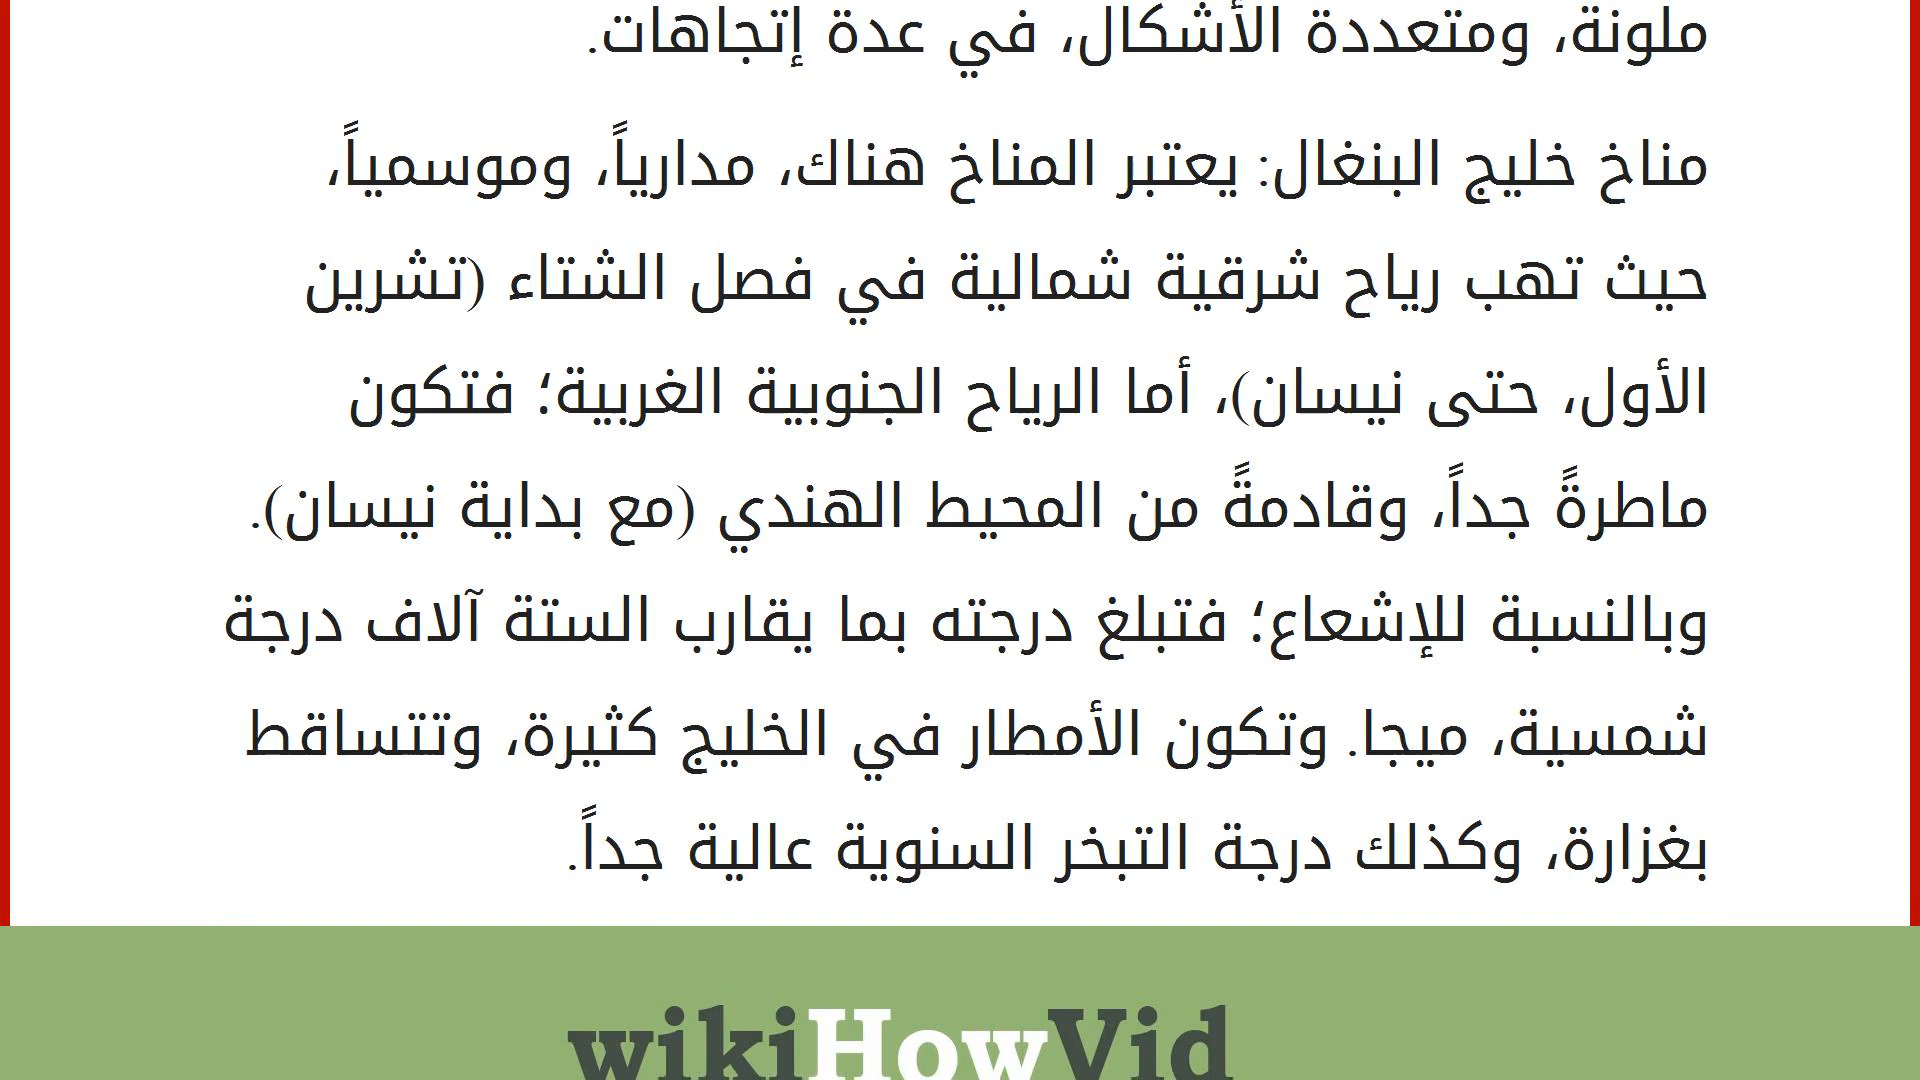 ملونة، ومتعددة الأشكال، في عدة إتجاهات.
مناخ خليج البنغال: يعتبر المناخ هناك، مدارياً، وموسمياً،
حيث تهب رياح شرقية شمالية في فصل الشتاء (تشرين
الأول، حتى نيسان)، أما الرياح الجنوبية الغربية؛ فتكون
ماطرةً جداً، وقادمةً من المحيط الهندي (مع بداية نيسان).
وبالنسبة للإشعاع؛ فتبلغ درجته بما يقارب الستة آلاف درجة
شمسية، ميجا. وتكون الأمطار في الخليج كثيرة، وتتساقط
بغزارة، وكذلك درجة التبخر السنوية عالية جداً.
wikiHowVid